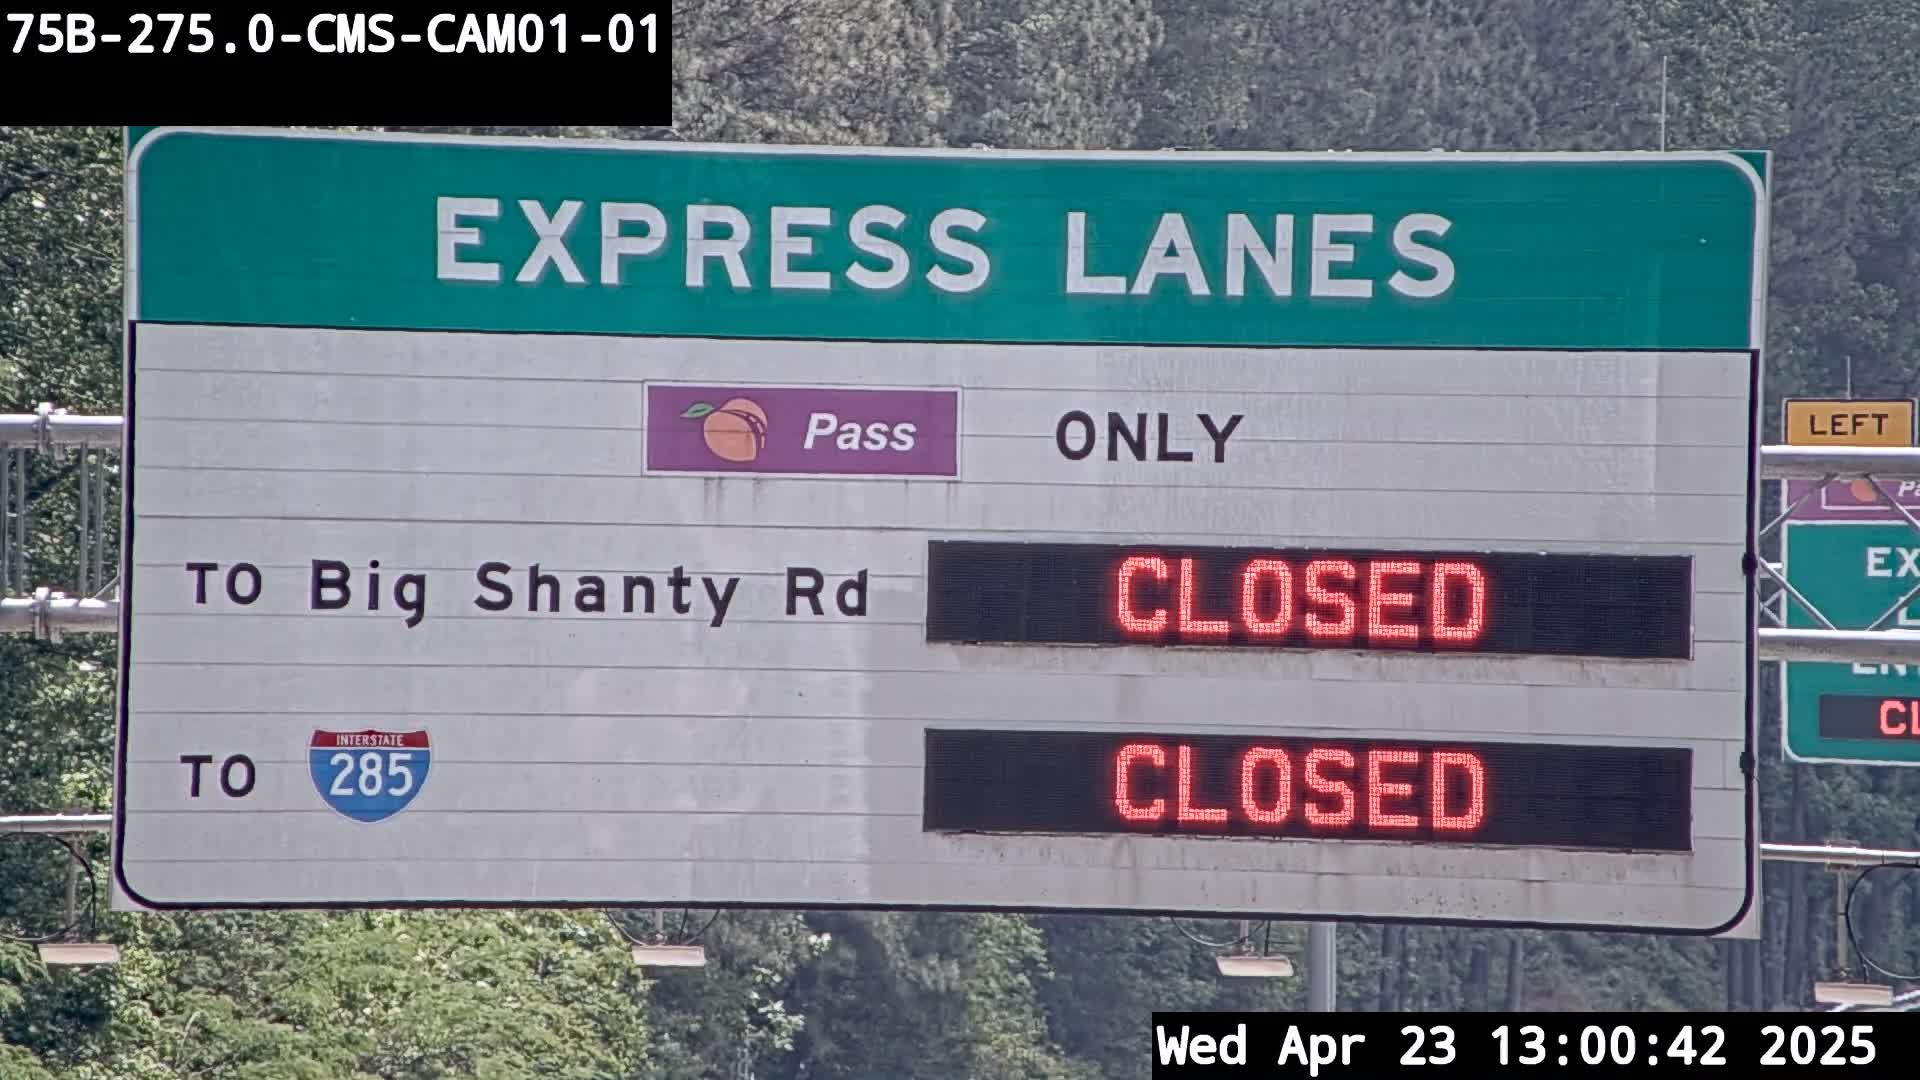 75B-275.0-CMS-CAM01-01
EXPRESS LANES
Pass ONLY
TO Big Shanty Rd CLOSED
TO INTERSTATE 285 CLOSED
LEFT
Wed Apr 23 13:00:42 2025